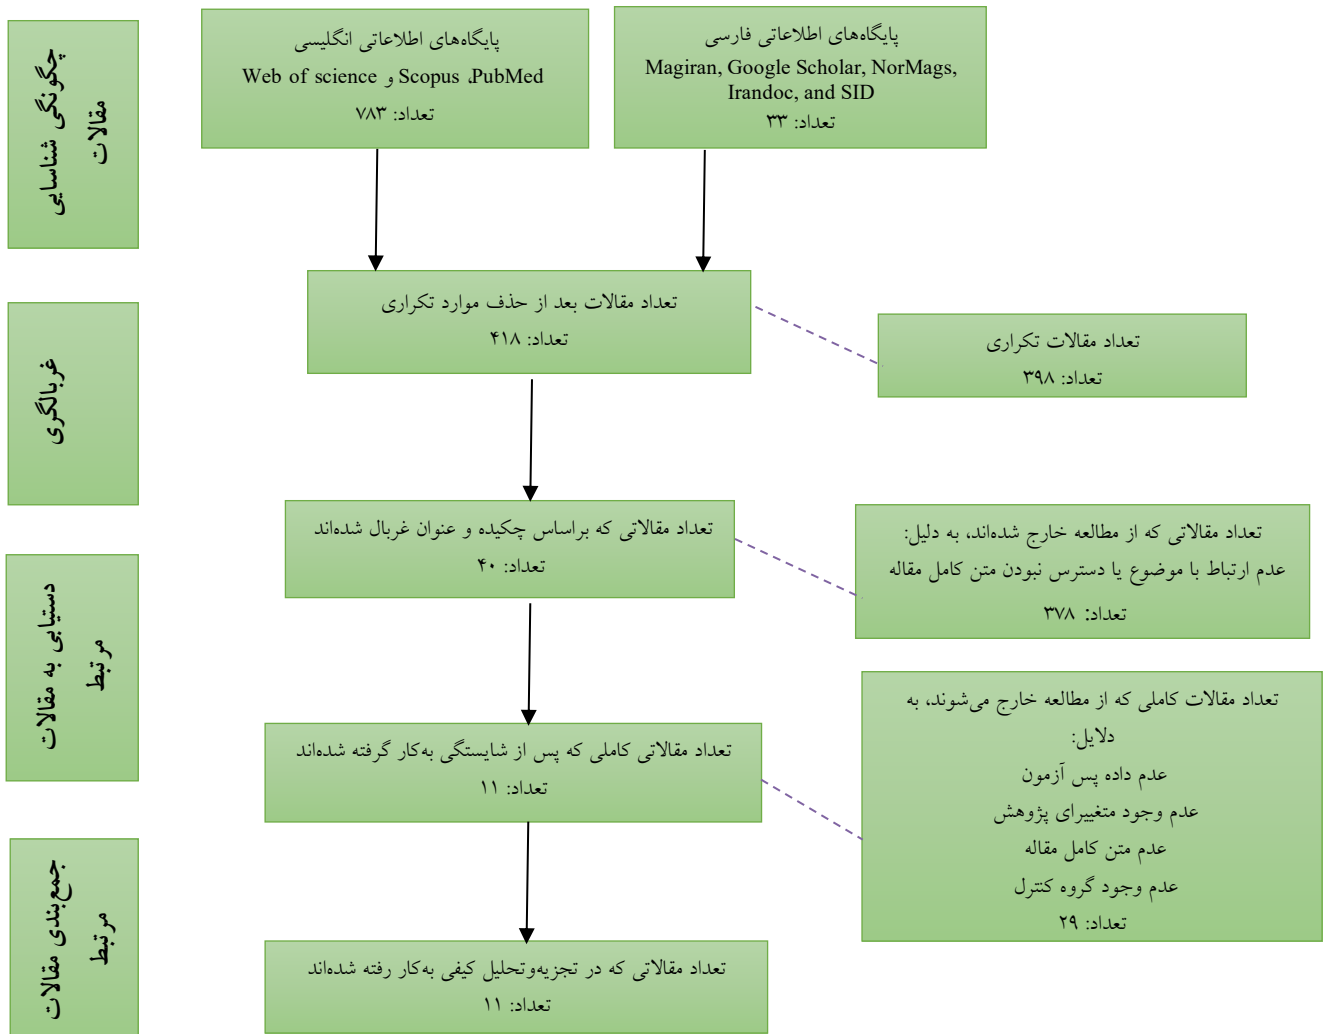 چگونگی شناسایی
مقالات
پایگاه‌های اطلاعاتی انگلیسی
Web of science و Scopus ،PubMed
تعداد: ۷۸۳
پایگاه‌های اطلاعاتی فارسی
Magiran, Google Scholar, NorMags,
Irandoc, and SID
تعداد: ۳۳
غربالگری
تعداد مقالات بعد از حذف موارد تکراری
تعداد: ۴۱۸
تعداد مقالات تکراری
تعداد: ۳۹۸
تعداد مقالاتی که براساس چکیده و عنوان غربال شده‌اند
تعداد: ۴۰
تعداد مقالاتی که از مطالعه خارج شده‌اند، به دلیل:
عدم ارتباط با موضوع یا دسترس نبودن متن کامل مقاله
تعداد: ۳۷۸
دستیابی به مقالات
مرتبط
تعداد مقالاتی کاملی که پس از شایستگی به‌کار گرفته شده‌اند
تعداد: ۱۱
تعداد مقالات کاملی که از مطالعه خارج می‌شوند، به
دلایل:
عدم داده پس آزمون
عدم وجود متغییرای پژوهش
عدم متن کامل مقاله
عدم وجود گروه کنترل
تعداد: ۲۹
جمع‌بندی مقالات
مرتبط
تعداد مقالاتی که در تجزیه‌وتحلیل کیفی به‌کار رفته شده‌اند
تعداد: ۱۱